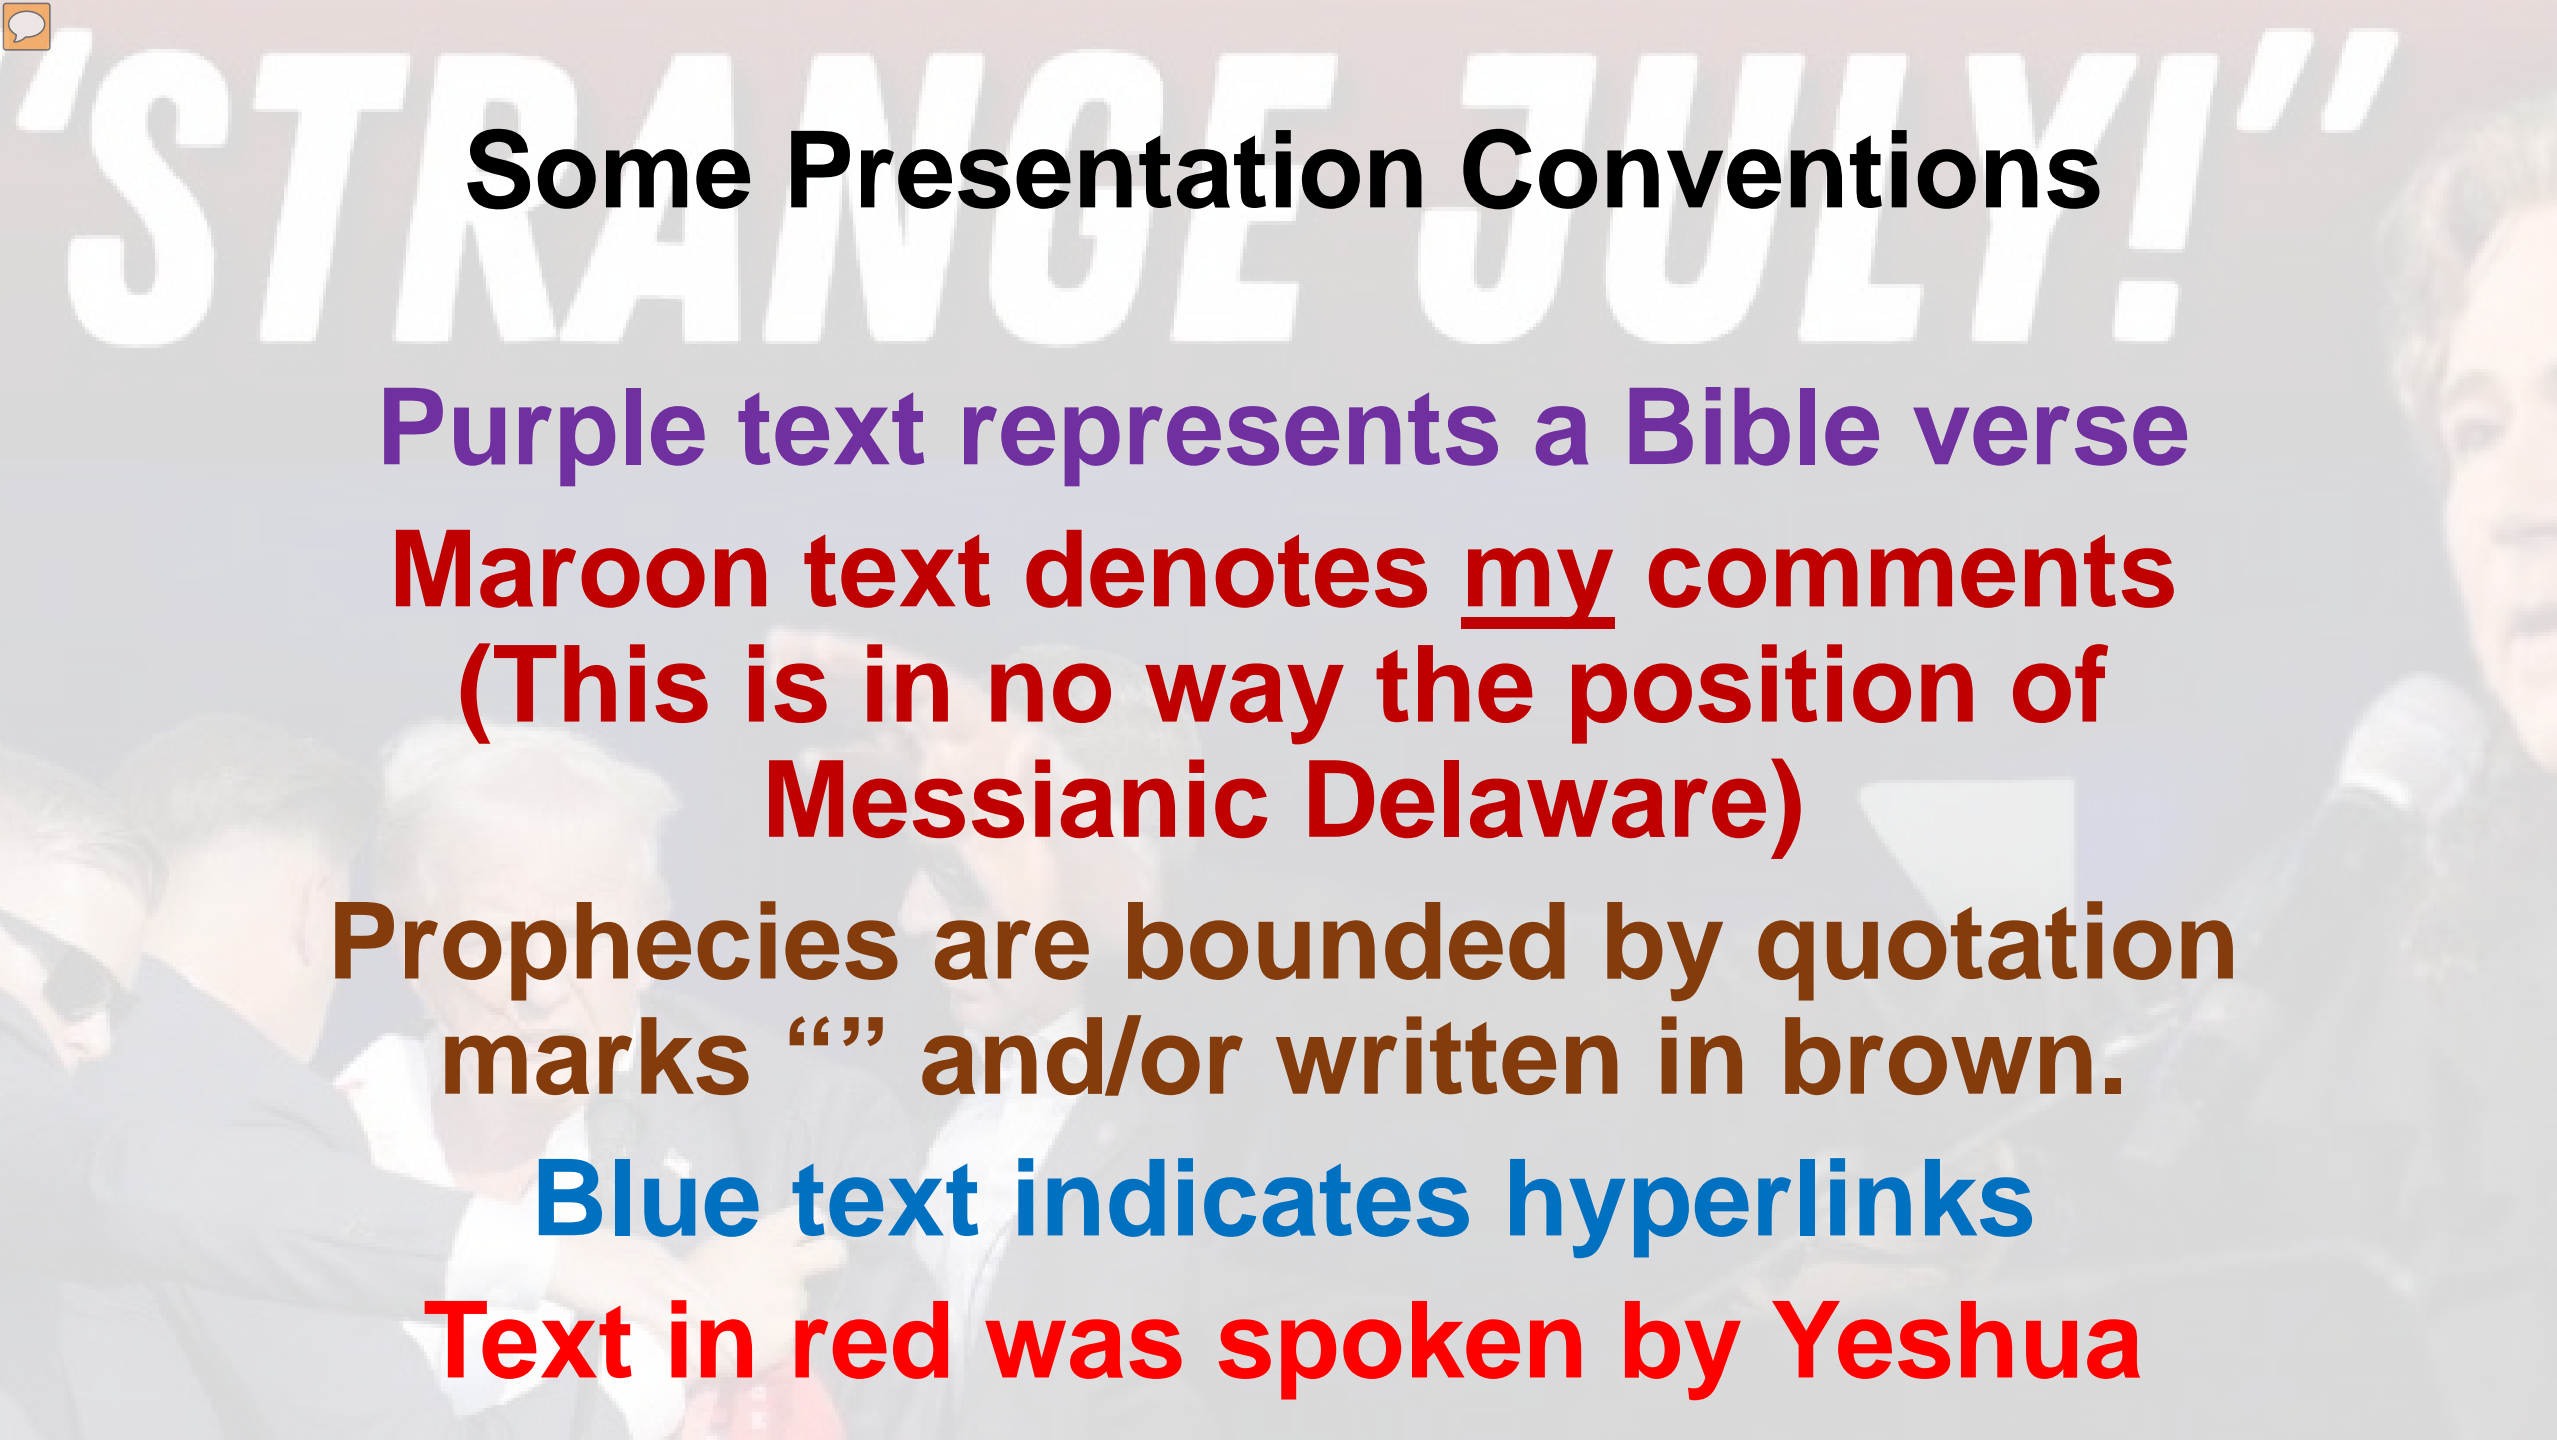 "STRANGE JULY!"
Some Presentation Conventions
Purple text represents a Bible verse
Maroon text denotes my comments
(This is in no way the position of
Messianic Delaware)
Prophecies are bounded by quotation
marks “” and/or written in brown.
Blue text indicates hyperlinks
Text in red was spoken by Yeshua